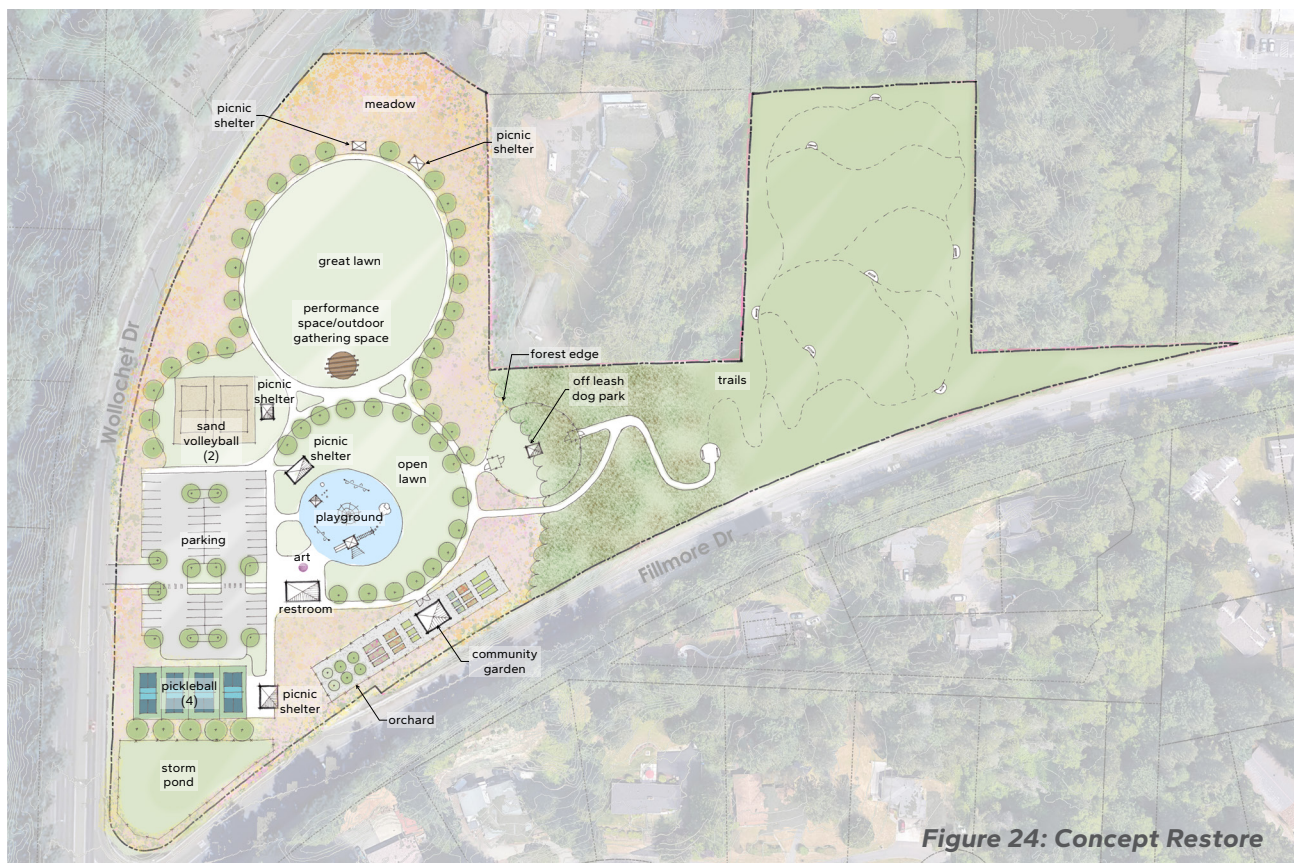 meadow
picnic
shelter
picnic
shelter
great lawn
performance
space/outdoor
gathering space
Wollochet Dr
forest edge
off leash
dog park
trails
picnic
shelter
sand
volleyball
(2)
picnic
shelter
open
lawn
playground
parking
art
restroom
Fillmore Dr
community
garden
pickleball
(4)
picnic
shelter
orchard
storm
pond
Figure 24: Concept Restore